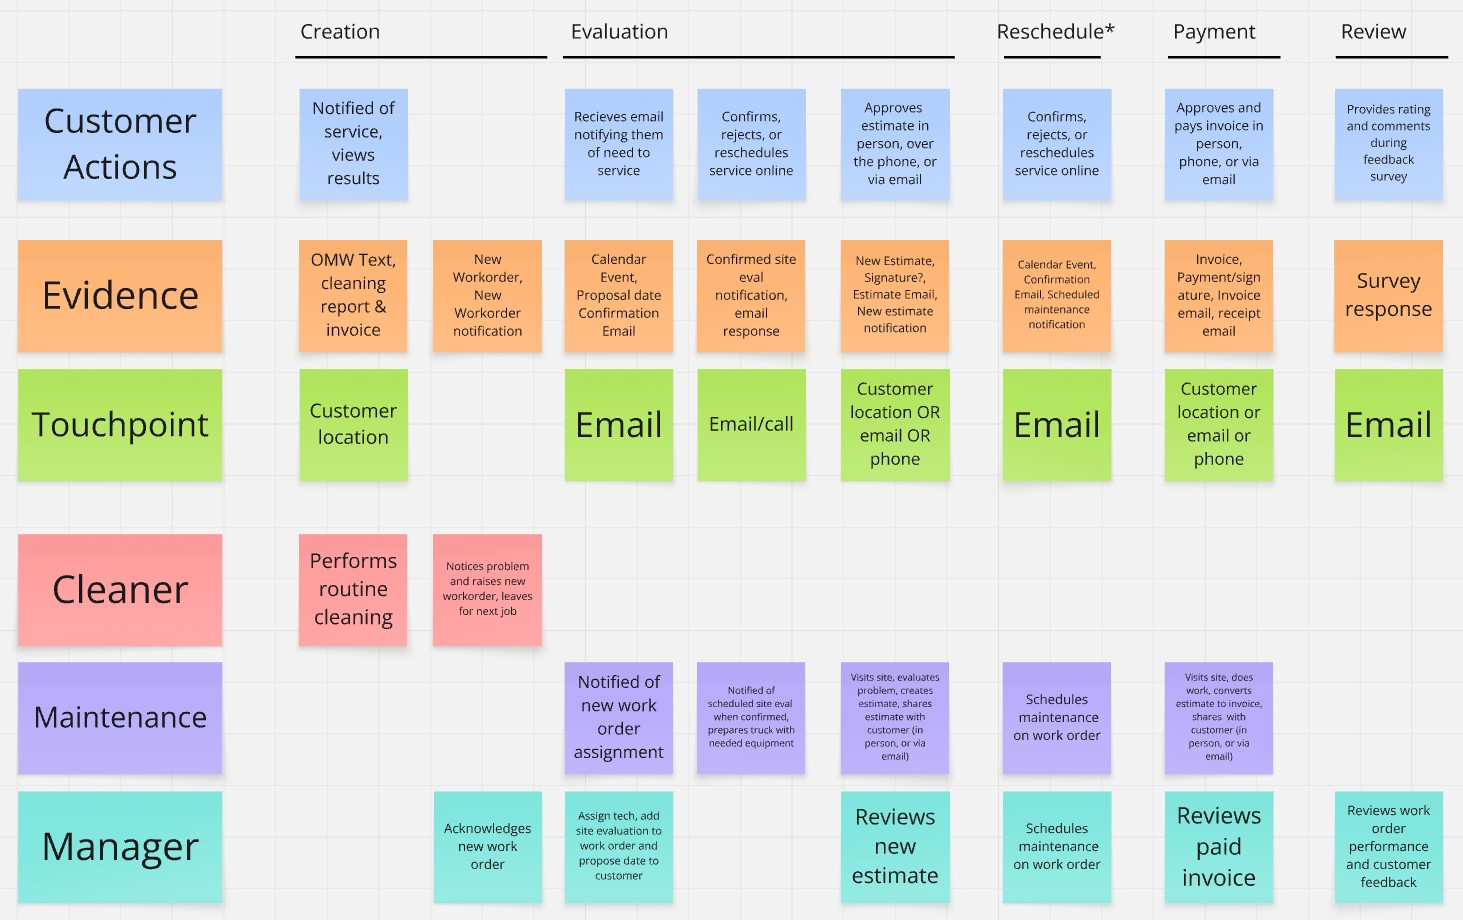 Creation
Evaluation
Reschedule*
Payment
Review
Customer
Actions
Notified of
service,
views
results
Recieves email
notifying them
of need to
service
Confirms,
rejects, or
reschedules
service online
Approves
estimate in
person, over
the phone, or
via email
Confirms,
rejects, or
reschedules
service online
Approves and
pays invoice in
person,
phone, or via
email
Provides rating
and comments
during
feedback
survey
Evidence
OMW Text,
cleaning
report &
invoice
New
Workorder,
New
Workorder
notification
Calendar
Event,
Proposal date
Confirmation
Email
Confirmed site
eval
notification,
email
response
New Estimate,
Signature?,
Estimate Email,
New estimate
notification
Calendar Event,
Confirmation
Email, Scheduled
maintenance
notification
Invoice,
Payment/sign
ature, Invoice
email, receipt
email
Survey
response
Touchpoint
Customer
location
Email
Email/call
Customer
location OR
email OR
phone
Email
Customer
location or
email or
phone
Email
Cleaner
Performs
routine
cleaning
Notices problem
and raises new
workorder, leaves
for next job
Maintenance
Notified of
new work
order
assignment
Notified of
scheduled site eval
when confirmed,
prepares truck with
needed equipment
Visits site, evaluates
problem, creates
estimate, shares
estimate with
customer (in
person, or via
email)
Schedules
maintenance
on work order
Visits site, does
work, converts
estimate to invoice,
shares with
customer (in
person, or via
email)
Manager
Acknowledges
new work
order
Assign tech, add
site evaluation to
work order and
propose date to
customer
Reviews
new
estimate
Schedules
maintenance
on work order
Reviews
paid
invoice
Reviews work
order
performance
and customer
feedback